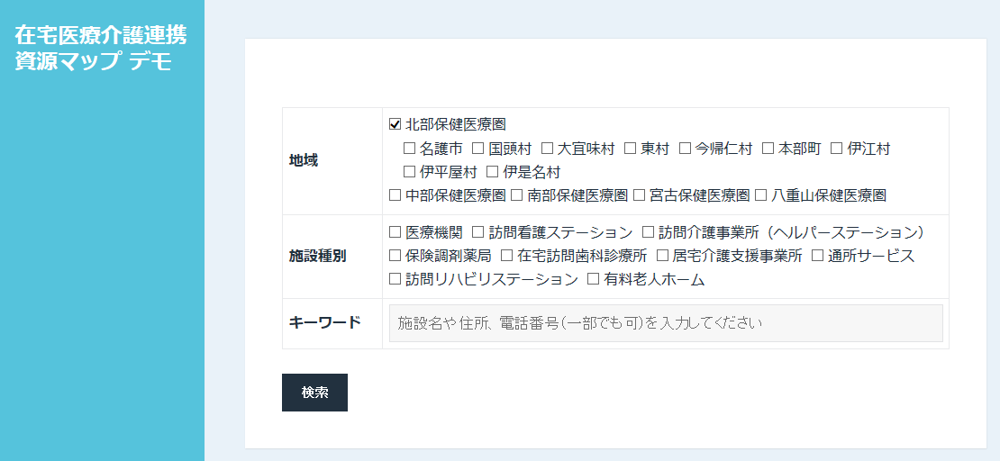 在宅医療介護連携
資源マップ デモ
地域
北部保健医療圏
名護市 国頭村 大宜味村 東村 今帰仁村 本部町 伊江村
伊平屋村 伊是名村
中部保健医療圏 南部保健医療圏 宮古保健医療圏 八重山保健医療圏
施設種別
医療機関 訪問看護ステーション 訪問介護事業所（ヘルパーステーション）
保険調剤薬局 在宅訪問歯科診療所 居宅介護支援事業所 通所サービス
訪問リハビリステーション 有料老人ホーム
キーワード
施設名や住所、電話番号(一部でも可)を入力してください
検索